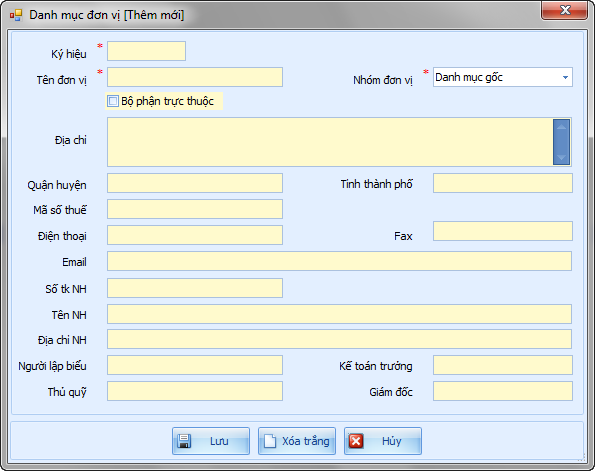 Danh mục đơn vị [Thêm mới]
Ký hiệu *
Tên đơn vị * Nhóm đơn vị * Danh mục gốc
Bộ phận trực thuộc
Địa chỉ
Quận huyện Tỉnh thành phố
Mã số thuế
Điện thoại Fax
Email
Số tk NH
Tên NH
Địa chỉ NH
Người lập biểu Kế toán trưởng
Thủ quỹ Giám đốc
Lưu Xóa trắng Hủy